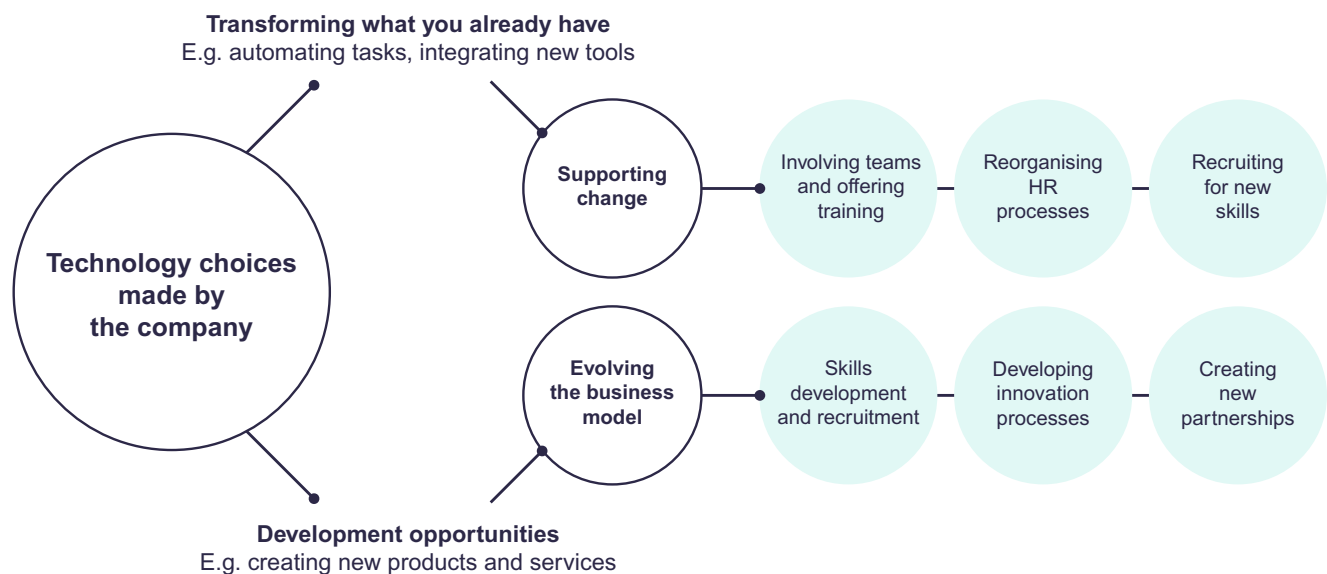 Transforming what you already have
E.g. automating tasks, integrating new tools
Technology choices
made by
the company
Supporting
change
Involving teams
and offering
training
Reorganising
HR
processes
Recruiting
for new
skills
Evolving
the business
model
Skills
development
and recruitment
Developing
innovation
processes
Creating
new
partnerships
Development opportunities
E.g. creating new products and services